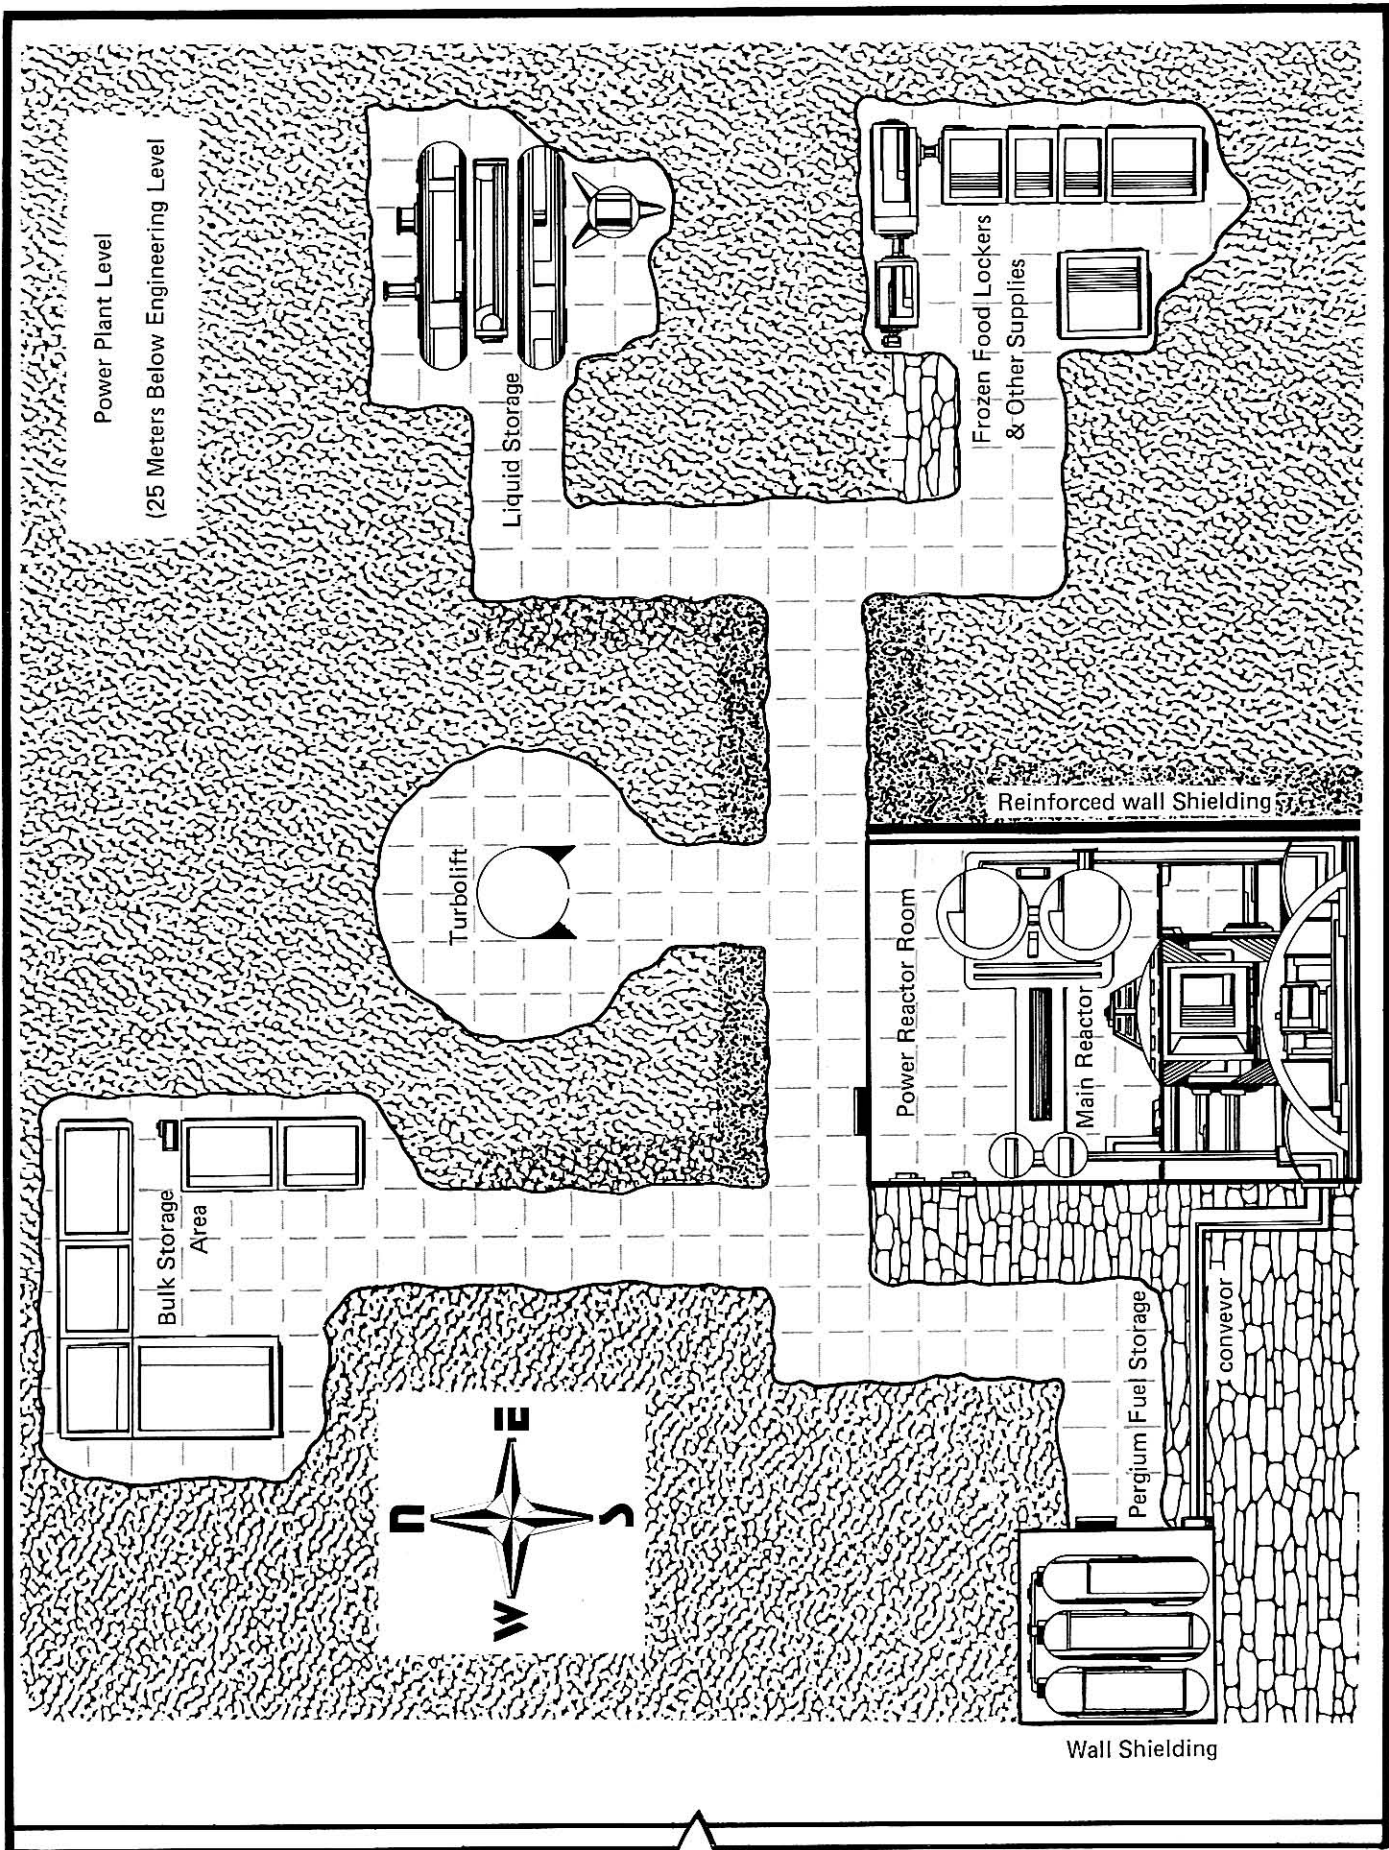 Power Plant Level
(25 Meters Below Engineering Level
Liquid Storage
Frozen Food Lockers
& Other Supplies
Turbolift
Reinforced wall Shielding
Power Reactor Room
Main Reactor
Bulk Storage
Area
Pergium Fuel Storage
conveyor
N
W
E
S
Wall Shielding